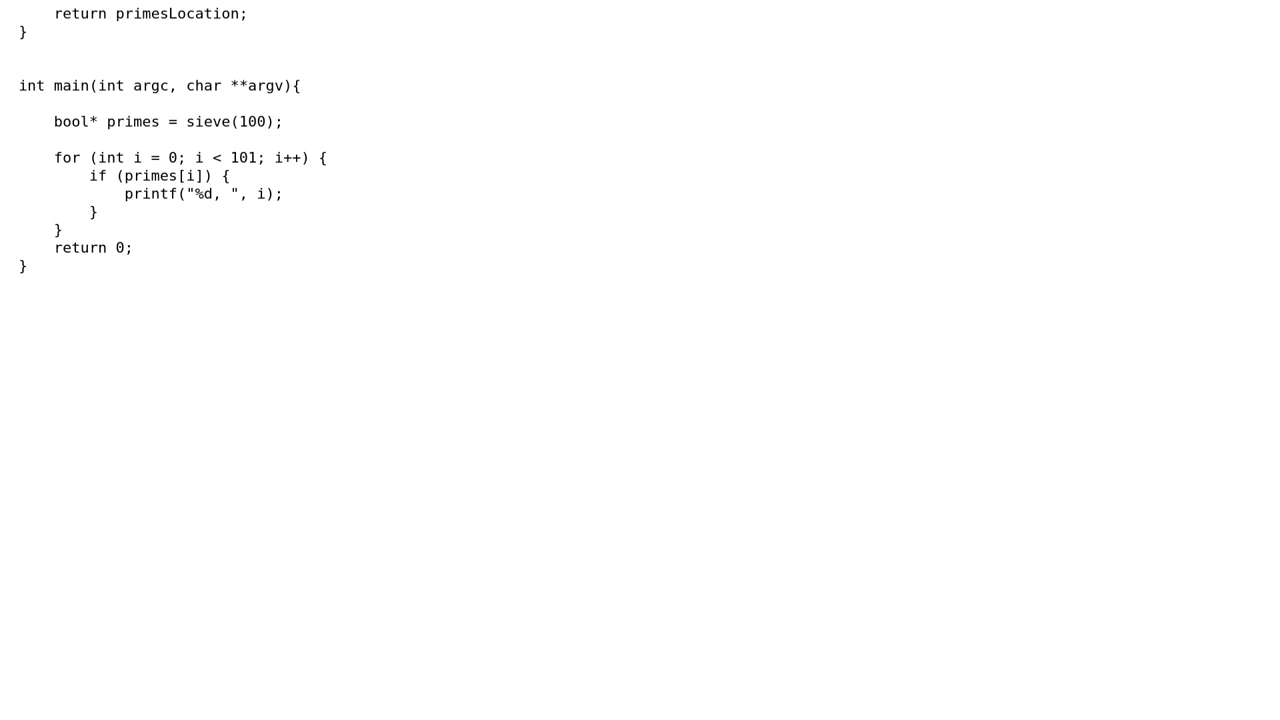 return primesLocation;
}
int main(int argc, char **argv){
    bool* primes = sieve(100);
    for (int i = 0; i < 101; i++) {
        if (primes[i]) {
            printf("%d, ", i);
        }
    }
    return 0;
}